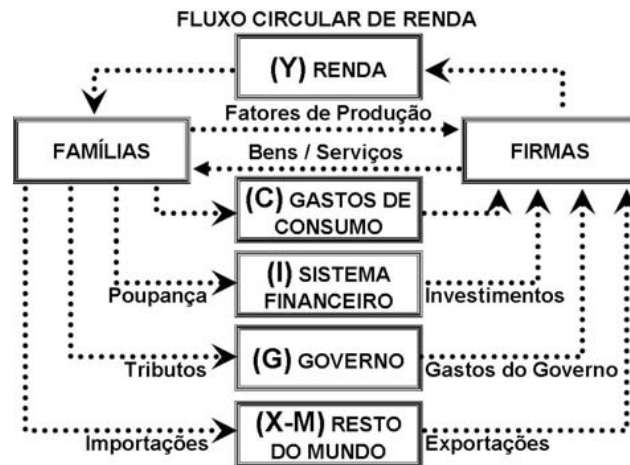 FLUXO CIRCULAR DE RENDA
(Y) RENDA
Fatores de Produção
FAMÍLIAS
FIRMAS
Bens / Serviços
(C) GASTOS DE
CONSUMO
(I) SISTEMA
FINANCEIRO
Poupança
Investimentos
(G) GOVERNO
Tributos
Gastos do Governo
(X-M) RESTO
DO MUNDO
Importações
Exportações